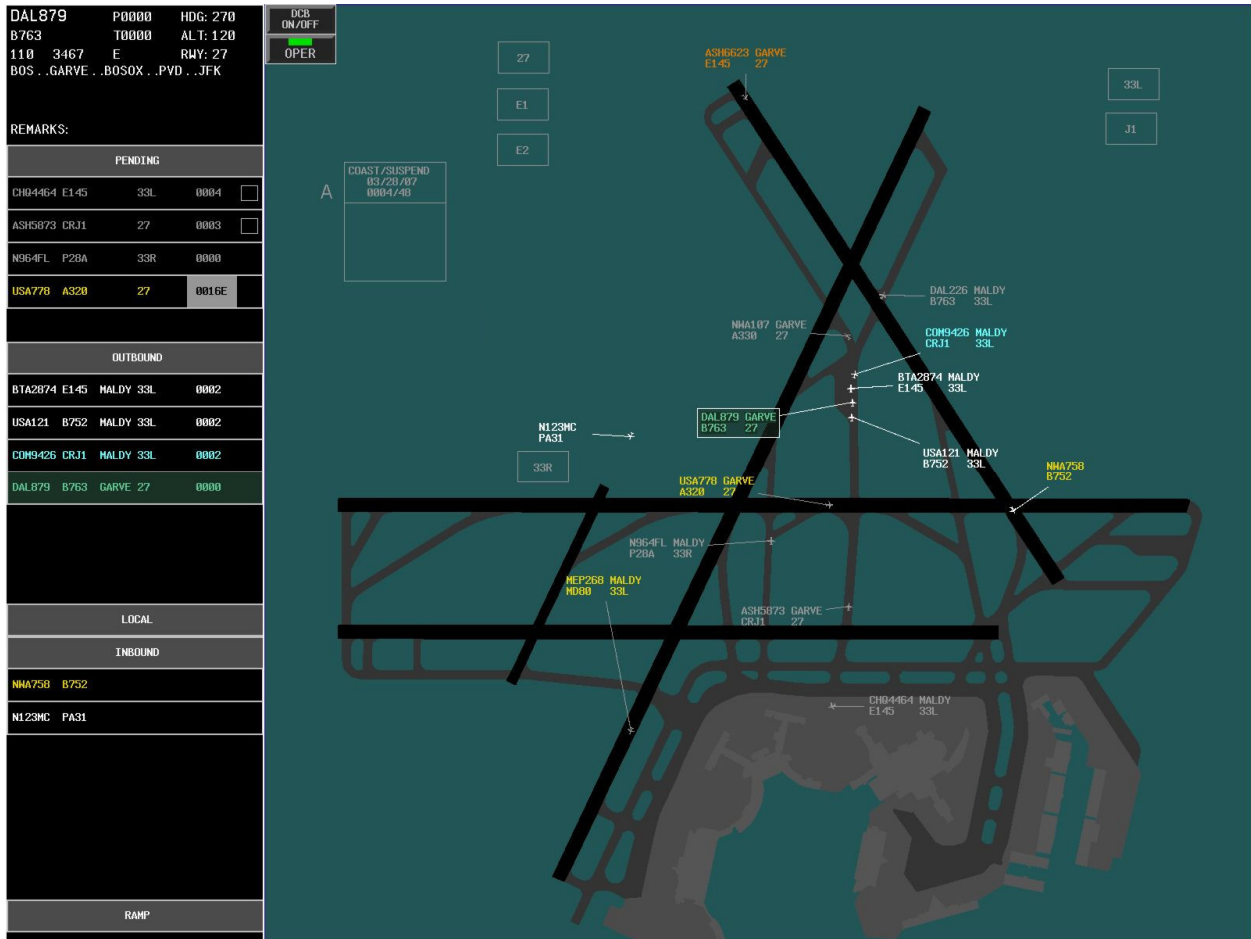 DAL879 P0000 HDG: 270
B763 T0000 ALT: 120
110 3467 E RWY: 27
BOS..GARVE..BOSOX..PVD..JFK
REMARKS:
PENDING
CHQ4464 E145 33L 0004
ASH5873 CRJ1 27 0003
N964FL P28A 33R 0000
USA778 A320 27 0016E
OUTBOUND
BTA2874 E145 MALDY 33L 0002
USA121 B752 MALDY 33L 0002
COM9426 CRJ1 MALDY 33L 0002
DAL879 B763 GARVE 27 0000
LOCAL
INBOUND
NWA758 B752
N123MC PA31
RAMP
DCB
ON/OFF
OPER
27
E1
E2
33L
J1
A
COAST/SUSPEND
03/28/07
0004/48
ASH6623 GARVE
E145 27
DAL226 MALDY
B763 33L
NWA107 GARVE
A330 27
COM9426 MALDY
CRJ1 33L
BTA2874 MALDY
E145 33L
DAL879 GARVE
B763 27
N123MC
PA31
USA121 MALDY
B752 33L
33R
NWA758
B752
USA778 GARVE
A320 27
N964FL MALDY
P28A 33R
MEP268 MALDY
MD80 33L
ASH5873 GARVE
CRJ1 27
CHQ4464 MALDY
E145 33L